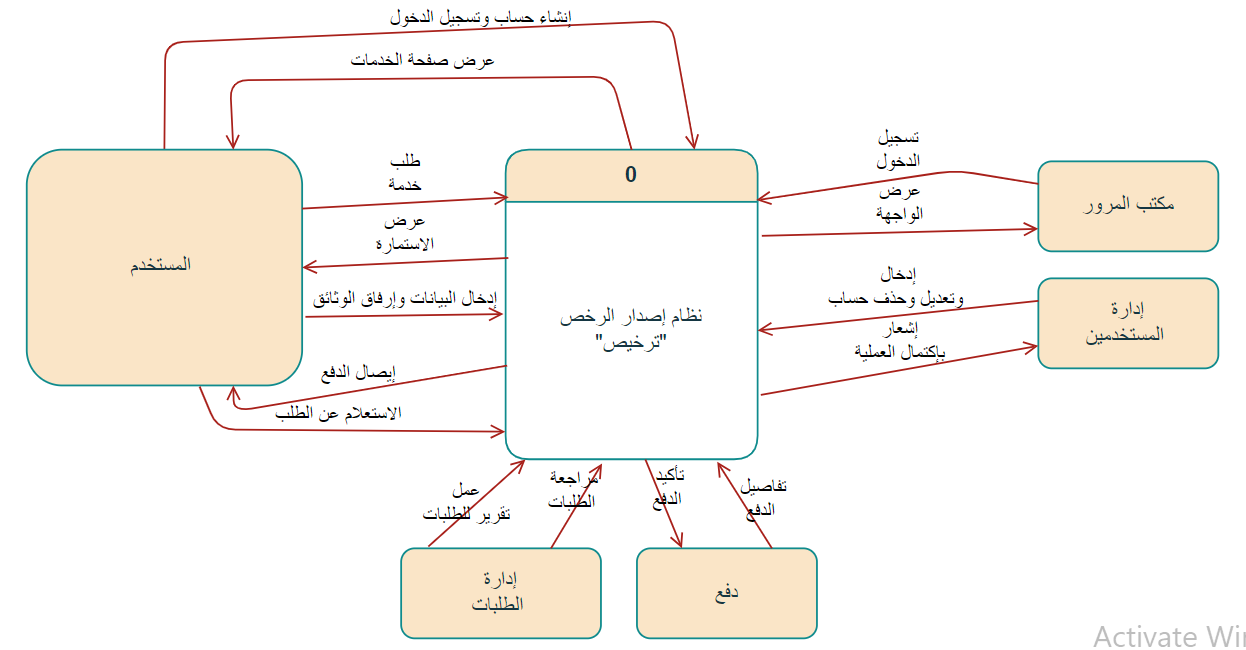 إنشاء حساب وتسجيل الدخول
عرض صفحة الخدمات
طلب
خدمة
عرض
الاستمارة
إدخال البيانات وإرفاق الوثائق
إيصال الدفع
الاستعلام عن الطلب
المستخدم
0
نظام إصدار الرخص
"ترخيص"
تسجيل
الدخول
عرض
الواجهة
مكتب المرور
إدخال
وتعديل وحذف حساب
إشعار
بإكتمال العملية
إدارة
المستخدمين
عمل
تقرير للطلبات
مراجعة
الطلبات
تأكيد
الدفع
تفاصيل
الدفع
إدارة
الطلبات
دفع
Activate Wi